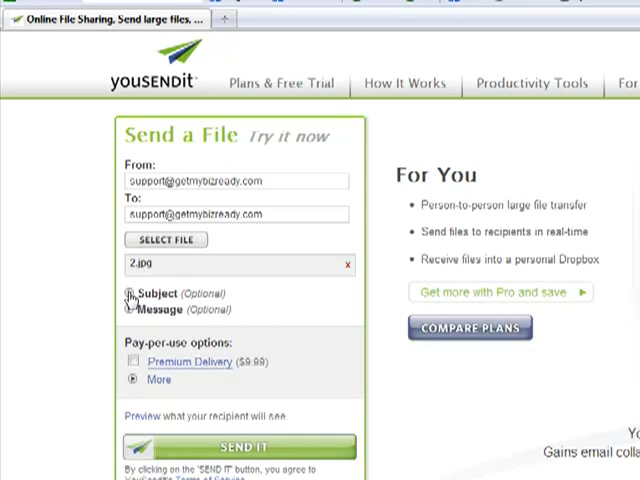 Online File Sharing, Send large files, ...
yousendit
Plans & Free Trial
How It Works
Productivity Tools
For
Send a File Try it now
From:
support@getmybizready.com
To:
support@getmybizready.com
SELECT FILE
2.jpg
x
Subject (Optional)
Message (Optional)
Pay-per-use options:
Premium Delivery ($9.99)
More
Preview what your recipient will see
SEND IT
By clicking on the "SEND IT" button, you agree to
YouSendIt's Terms of Service
For You
• Person-to-person large file transfer
• Send files to recipients in real-time
• Receive files into a personal Dropbox
Get more with Pro and save
COMPARE PLANS
Yo
Gains email colla